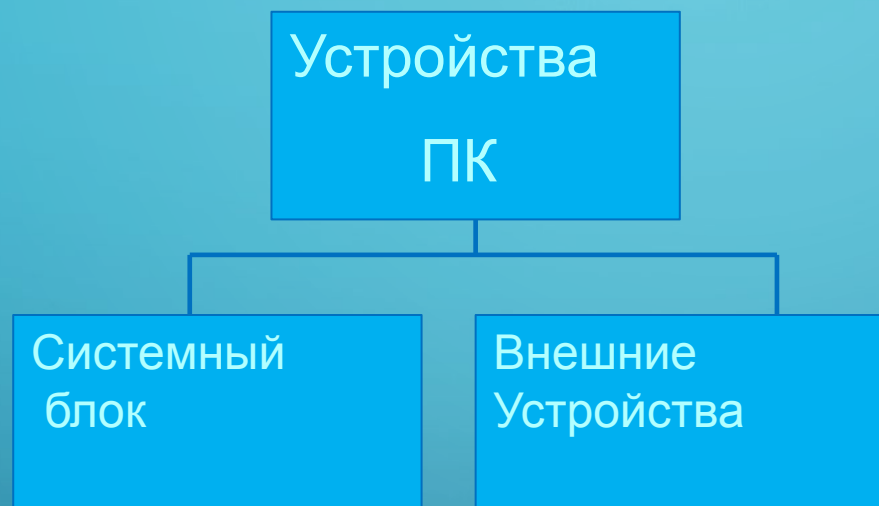 Устройства
ПК
Системный
блок
Внешние
Устройства